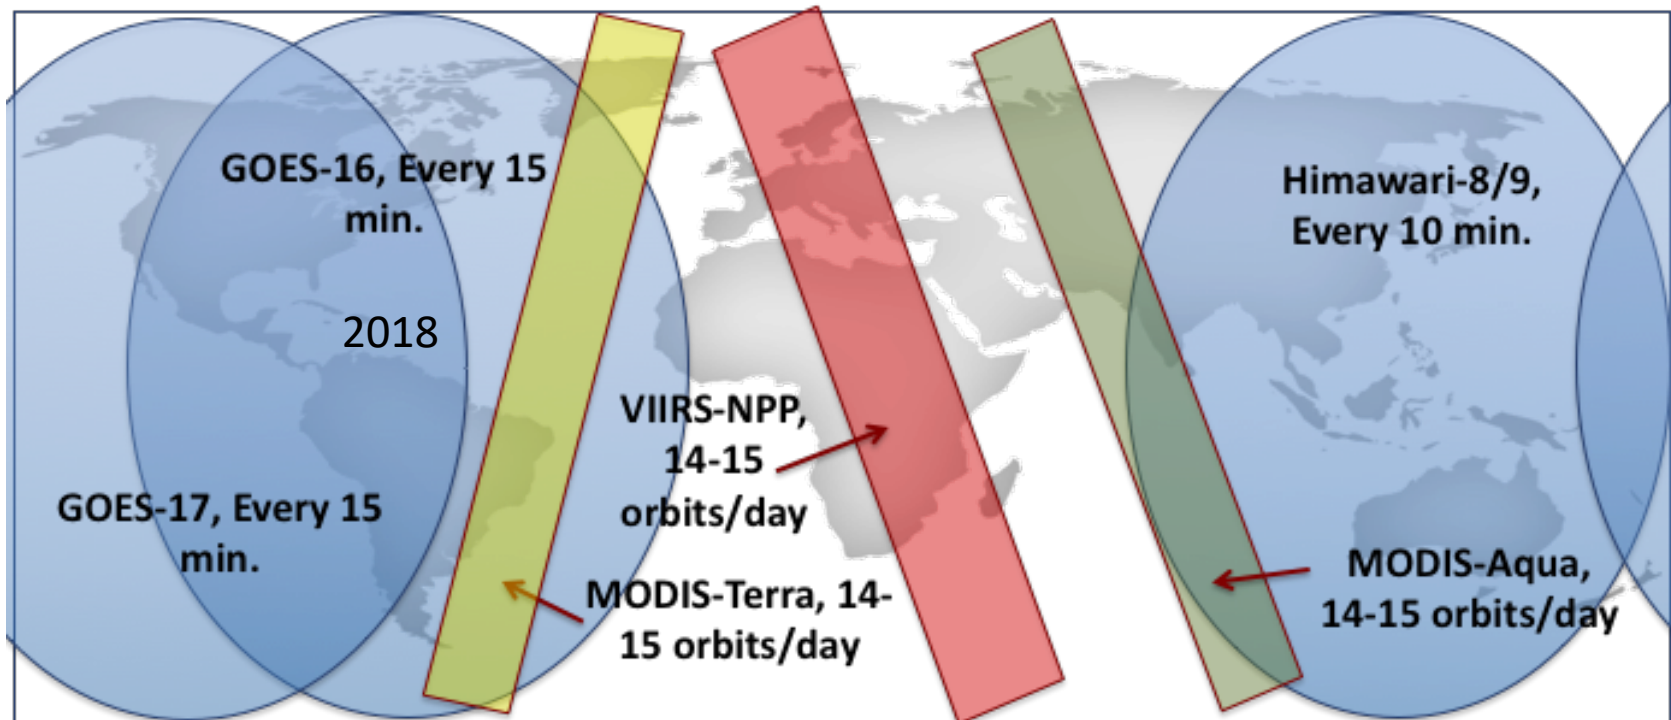 GOES-16, Every 15
min.
Himawari-8/9,
Every 10 min.
2018
VIIRS-NPP,
14-15
orbits/day
GOES-17, Every 15
min.
MODIS-Terra, 14-
15 orbits/day
MODIS-Aqua,
14-15 orbits/day